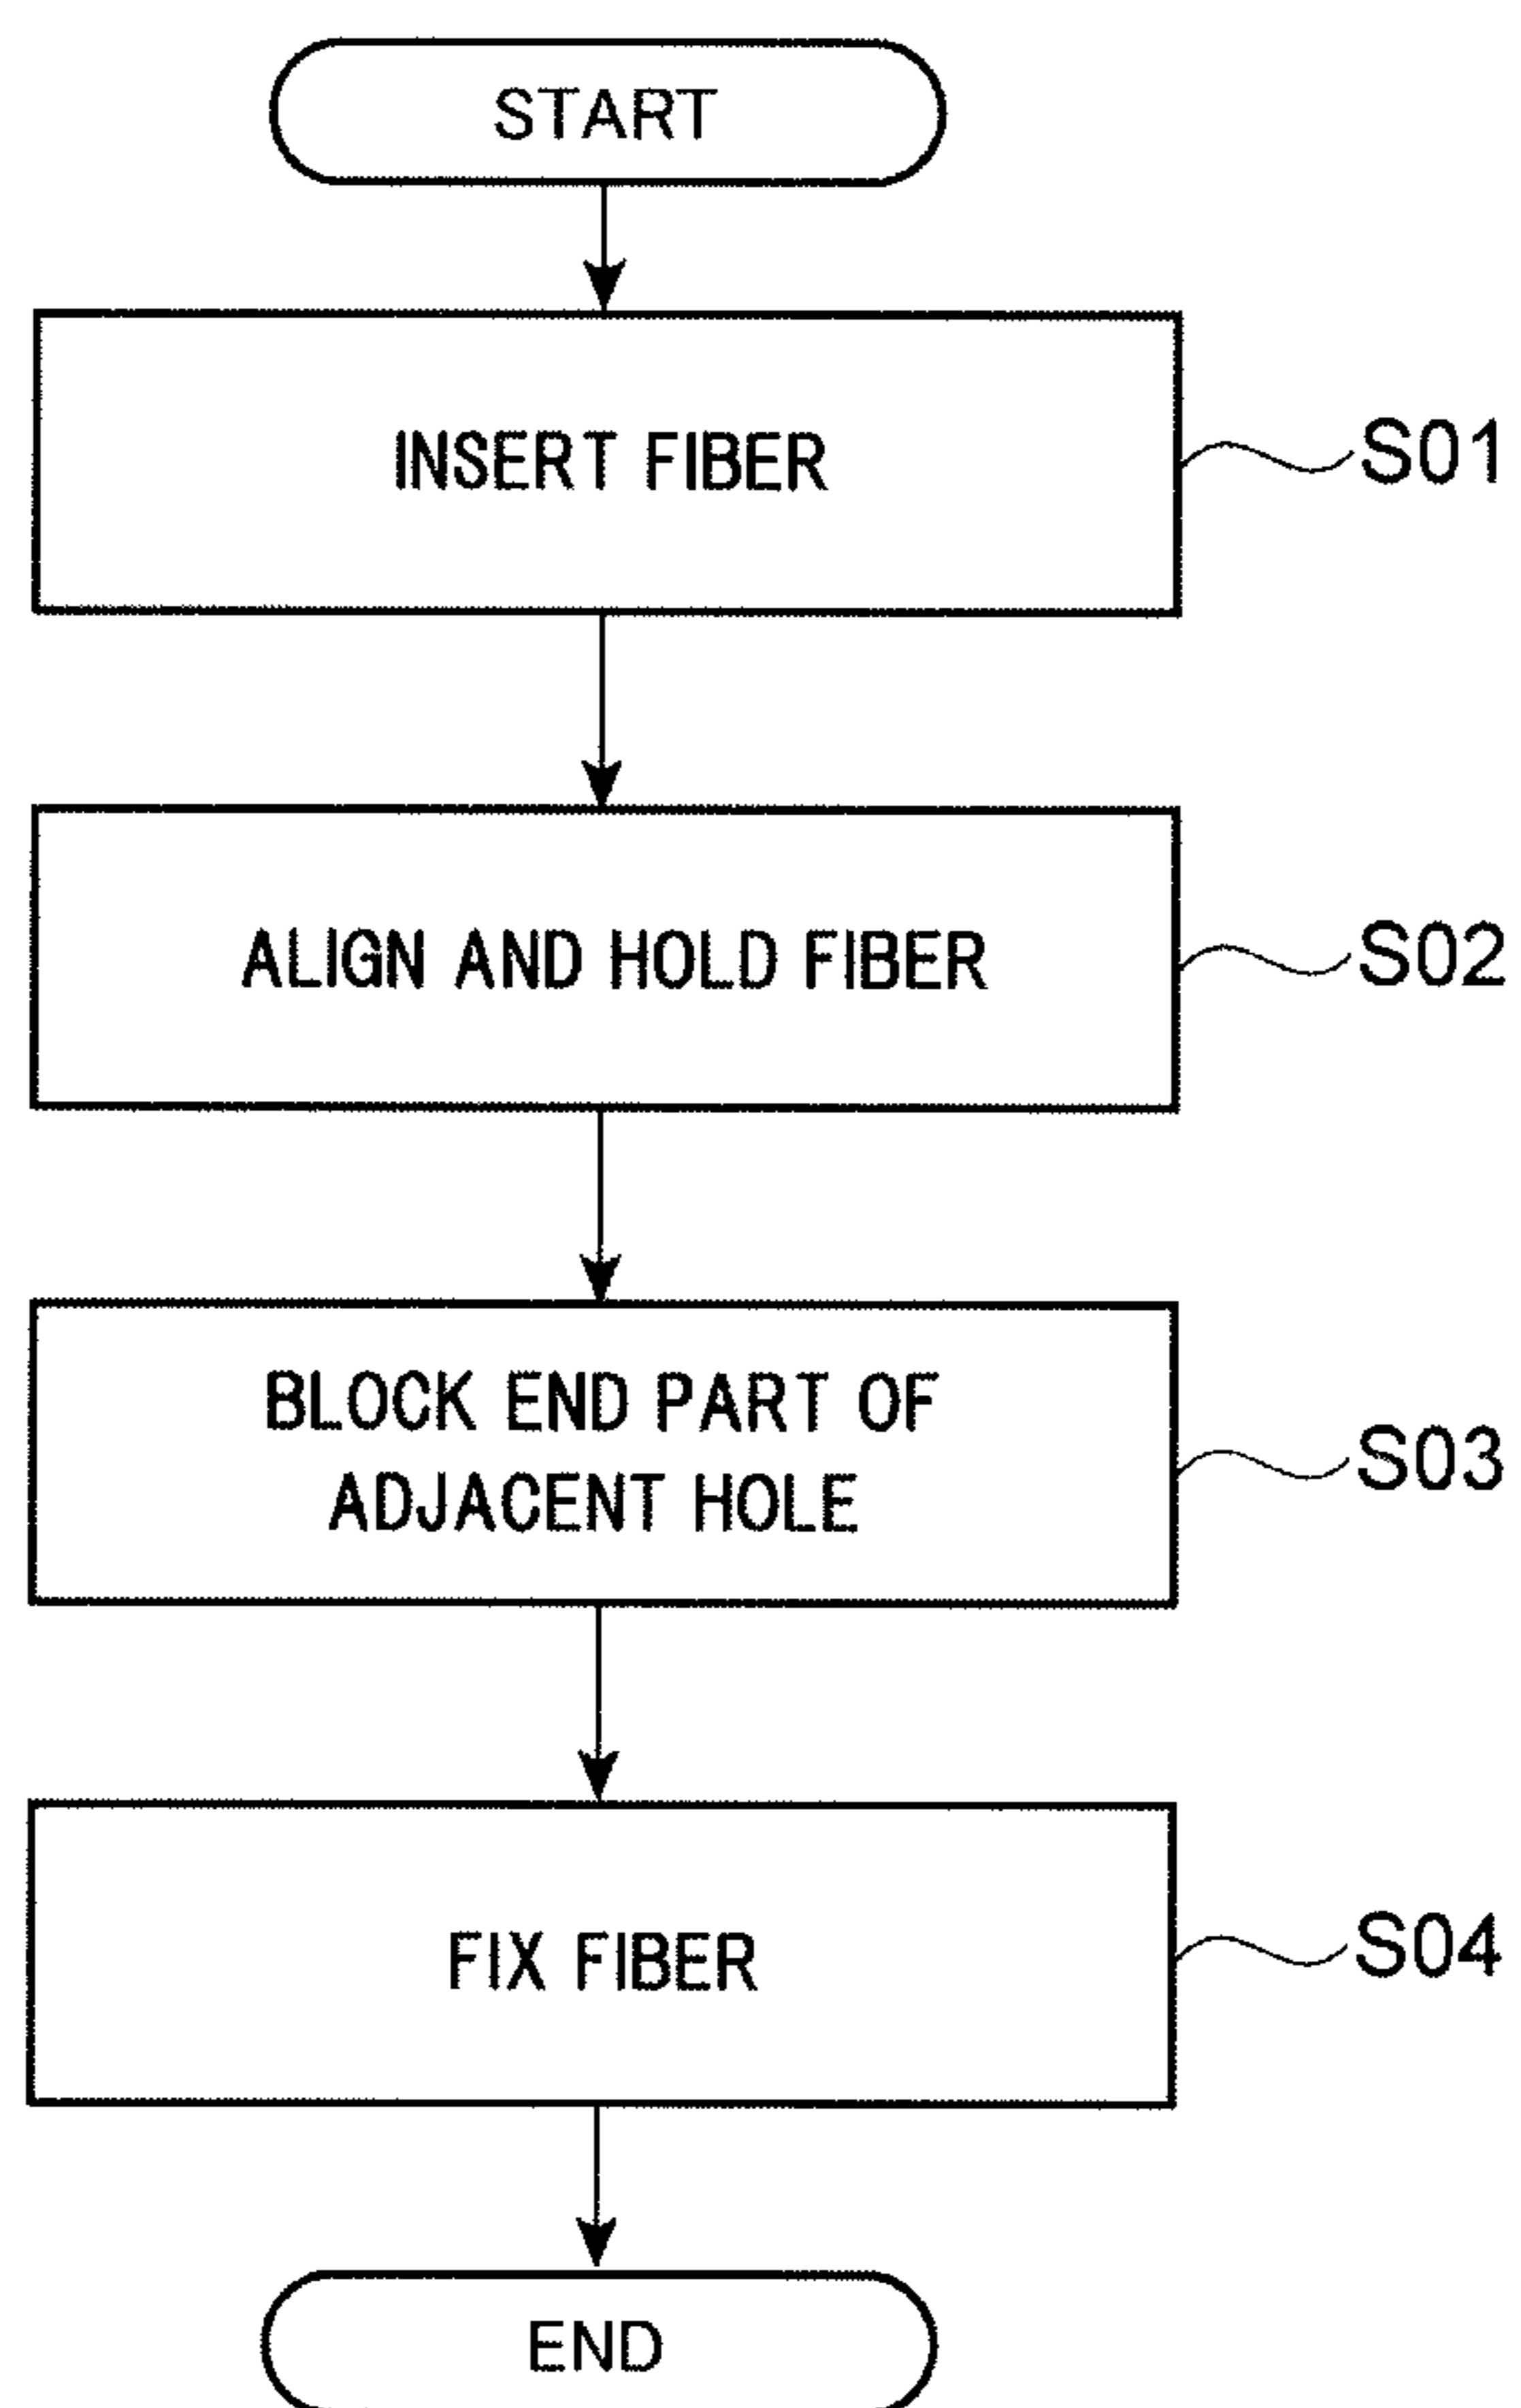 START
INSERT FIBER
S01
ALIGN AND HOLD FIBER
S02
BLOCK END PART OF
ADJACENT HOLE
S03
FIX FIBER
S04
END